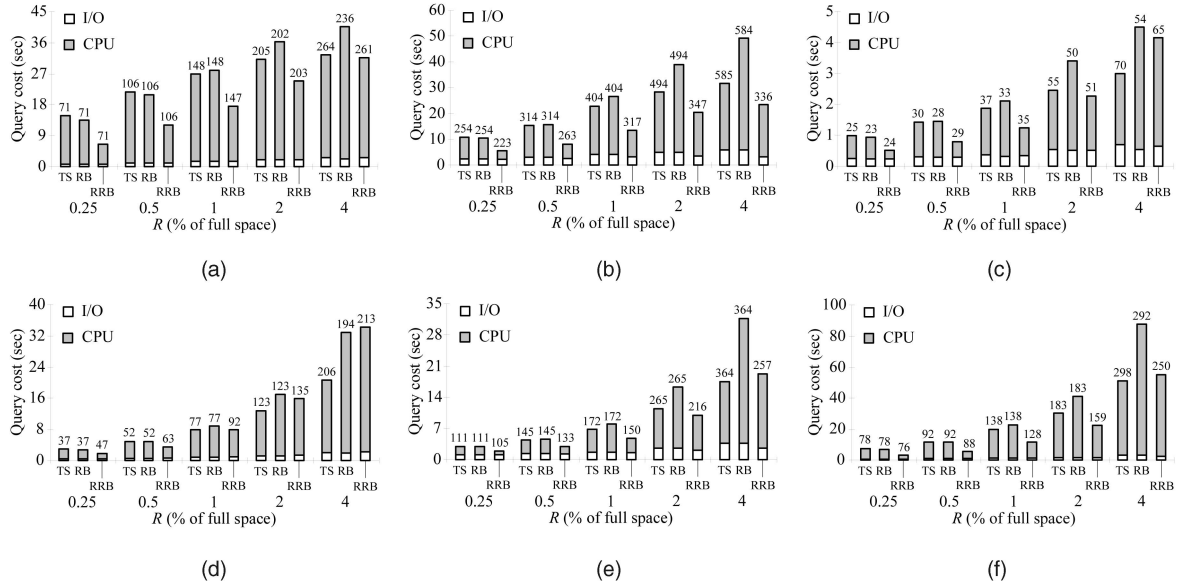 45
I/O
36
CPU
27
18
9
0
Query cost (sec)
71 71 71
106 106 106
148 148 147
205 202 203
264 236 261
TS RB RRB TS RB RRB TS RB RRB TS RB RRB TS RB RRB
0.25 0.5 1 2 4
R (% of full space)
(a)
60
I/O
50
CPU
40
30
20
10
0
Query cost (sec)
254 254 223
314 314 263
404 404 317
494 494 347
585 584 336
TS RB RRB TS RB RRB TS RB RRB TS RB RRB TS RB RRB
0.25 0.5 1 2 4
R (% of full space)
(b)
5
I/O
4
CPU
3
2
1
0
Query cost (sec)
25 23 24
30 28 29
37 33 35
55 50 51
70 54 65
TS RB RRB TS RB RRB TS RB RRB TS RB RRB TS RB RRB
0.25 0.5 1 2 4
R (% of full space)
(c)
40
I/O
32
CPU
24
16
8
0
Query cost (sec)
37 37 47
52 52 63
77 77 92
123 123 135
206 194 213
TS RB RRB TS RB RRB TS RB RRB TS RB RRB TS RB RRB
0.25 0.5 1 2 4
R (% of full space)
(d)
35
I/O
28
CPU
21
14
7
0
Query cost (sec)
111 111 105
145 145 133
172 172 150
265 265 216
364 364 257
TS RB RRB TS RB RRB TS RB RRB TS RB RRB TS RB RRB
0.25 0.5 1 2 4
R (% of full space)
(e)
100
I/O
80
CPU
60
40
20
0
Query cost (sec)
78 78 76
92 92 88
138 138 128
183 183 159
298 292 250
TS RB RRB TS RB RRB TS RB RRB TS RB RRB TS RB RRB
0.25 0.5 1 2 4
R (% of full space)
(f)